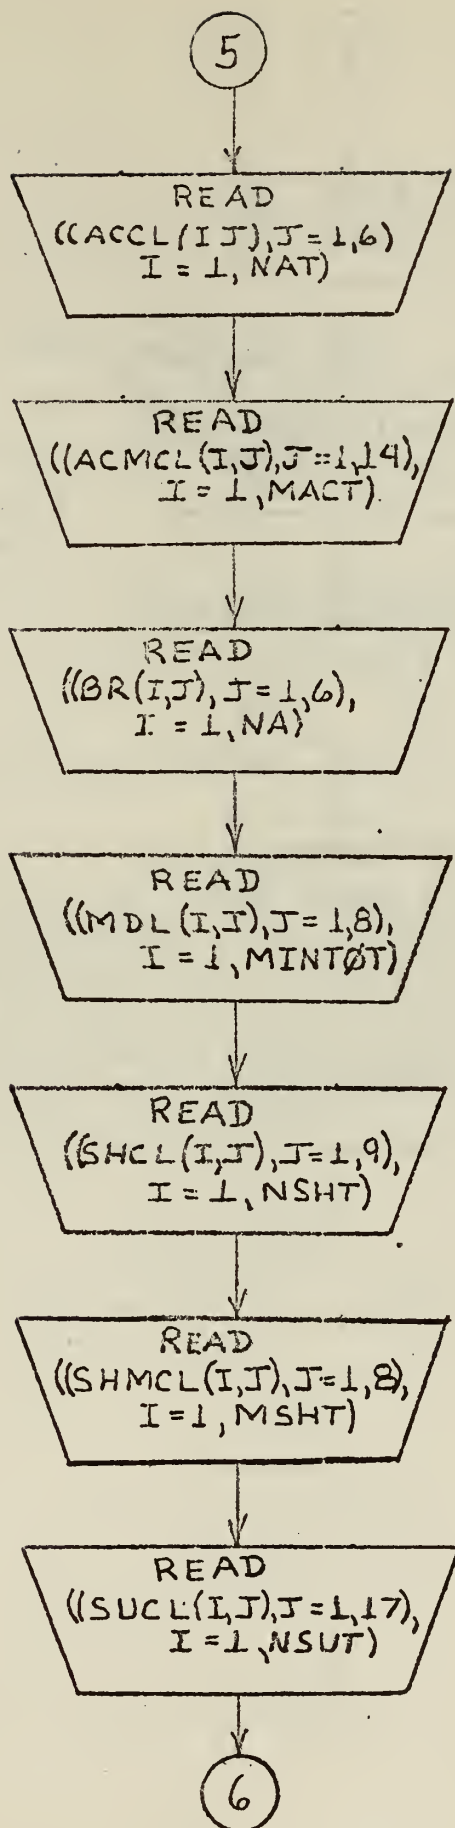 5
READ
((ACCL(I J), J=1,6)
I = 1, NAT)
READ
((ACMCL(I,J), J=1,14),
I = 1, MACT)
READ
((BR(I,J), J=1,6),
I = 1, NA)
READ
((MDL(I,J), J=1,8),
I = 1, MINTØT)
READ
((SHCL(I,J), J=1,9),
I = 1, NSHT)
READ
((SHMCL(I,J), J=1,8),
I=1, MSHT)
READ
((SUCL(I,J), J=1,17),
I=1, NSUT)
6